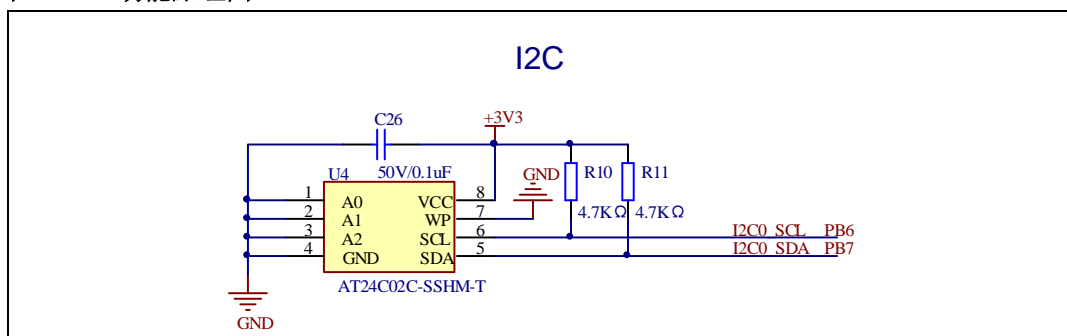 I2C
+3V3
C26
50V/0.1uF
U4
GND
R10
R11
4.7KΩ
4.7KΩ
1
A0
VCC
8
2
A1
WP
7
3
A2
SCL
6
I2C0_SCL
PB6
4
GND
SDA
5
I2C0_SDA
PB7
AT24C02C-SSHM-T
GND